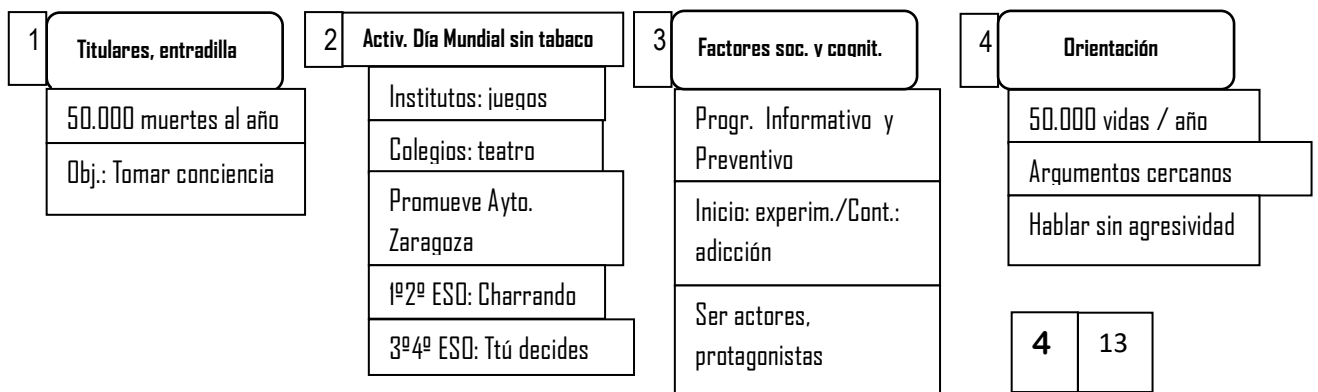 1
Titulares, entradilla
50.000 muertes al año
Obj.: Tomar conciencia
2
Activ. Día Mundial sin tabaco
Institutos: juegos
Colegios: teatro
Promueve Ayto.
Zaragoza
1º2º ESO: Charrando
3º4º ESO: Ttú decides
3
Factores soc. y cognit.
Progr. Informativo y
Preventivo
Inicio: experim./Cont.:
adicción
Ser actores,
protagonistas
4
Orientación
50.000 vidas / año
Argumentos cercanos
Hablar sin agresividad
4 13